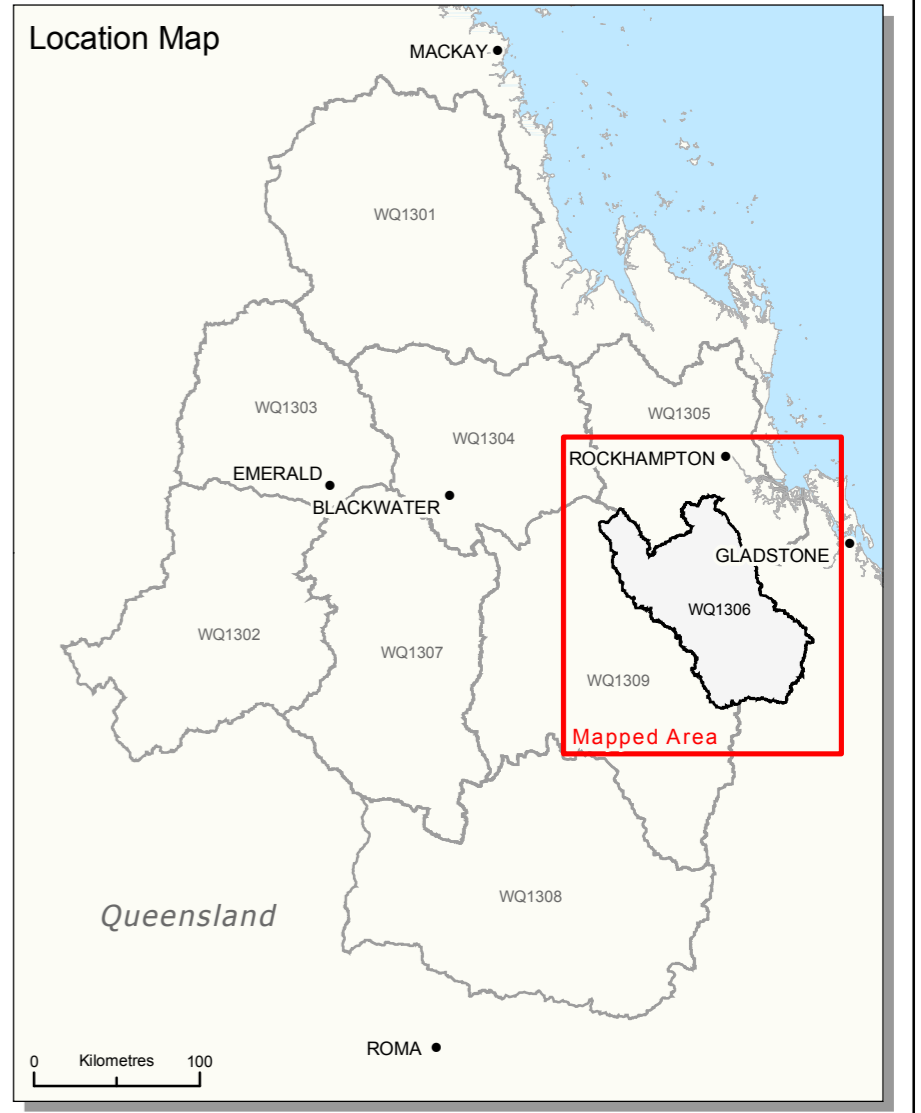 Location Map
MACKAY
WQ1301
WQ1303
WQ1305
WQ1304
ROCKHAMPTON
EMERALD
BLACKWATER
GLADSTONE
WQ1306
WQ1302
WQ1307
WQ1309
Mapped Area
WQ1308
Queensland
ROMA
0 Kilometres 100